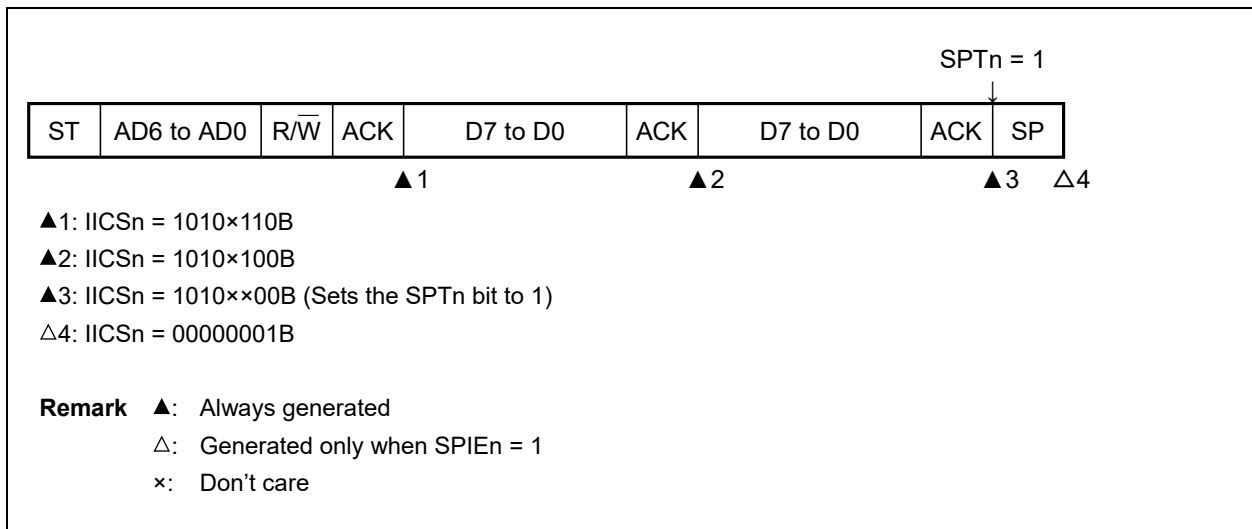 SPTn = 1
↓
ST AD6 to AD0 R/W̅ ACK D7 to D0 ACK D7 to D0 ACK SP
▲1 ▲2 ▲3 △4
▲1: IICSn = 1010×110B
▲2: IICSn = 1010×100B
▲3: IICSn = 1010××00B (Sets the SPTn bit to 1)
△4: IICSn = 00000001B
Remark ▲: Always generated
△: Generated only when SPIEn = 1
×: Don’t care